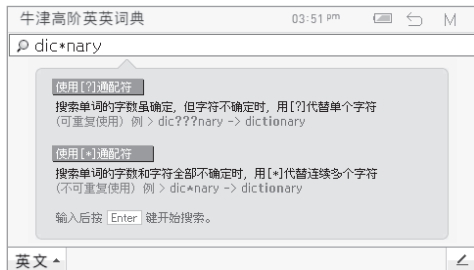 牛津高阶英英词典 03:51 pm M
dic*nary
使用[?]通配符
搜索单词的字数虽确定, 但字符不确定时, 用[?]代替单个字符
(可重复使用) 例 > dic???nary -> dictionary
使用[*]通配符
搜索单词的字数和字符全部不确定时, 用[*]代替连续多个字符
(不可重复使用) 例 > dic*nary -> dictionary
输入后按 Enter 键开始搜索。
英文